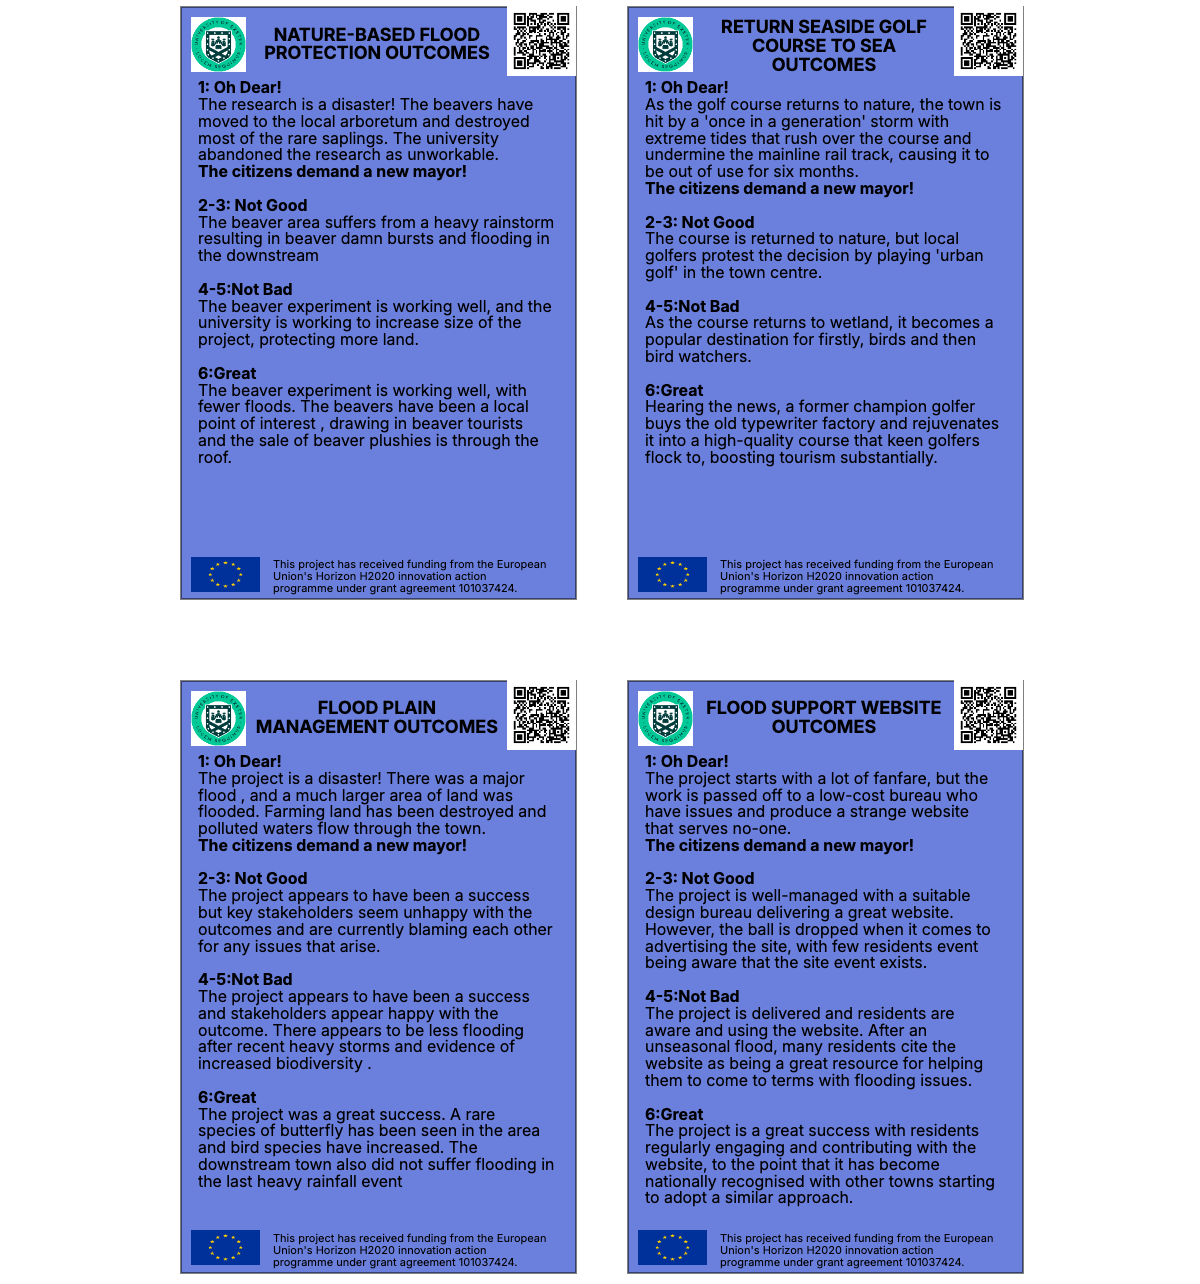 NATURE-BASED FLOOD
PROTECTION OUTCOMES
1: Oh Dear!
The research is a disaster! The beavers have
moved to the local arboretum and destroyed
most of the rare saplings. The university
abandoned the research as unworkable.
The citizens demand a new mayor!
2-3: Not Good
The beaver area suffers from a heavy rainstorm
resulting in beaver damn bursts and flooding in
the downstream
4-5:Not Bad
The beaver experiment is working well, and the
university is working to increase size of the
project, protecting more land.
6:Great
The beaver experiment is working well, with
fewer floods. The beavers have been a local
point of interest , drawing in beaver tourists
and the sale of beaver plushies is through the
roof.
This project has received funding from the European
Union's Horizon H2020 innovation action
programme under grant agreement 101037424.
RETURN SEASIDE GOLF
COURSE TO SEA
OUTCOMES
1: Oh Dear!
As the golf course returns to nature, the town is
hit by a 'once in a generation' storm with
extreme tides that rush over the course and
undermine the mainline rail track, causing it to
be out of use for six months.
The citizens demand a new mayor!
2-3: Not Good
The course is returned to nature, but local
golfers protest the decision by playing 'urban
golf' in the town centre.
4-5:Not Bad
As the course returns to wetland, it becomes a
popular destination for firstly, birds and then
bird watchers.
6:Great
Hearing the news, a former champion golfer
buys the old typewriter factory and rejuvenates
it into a high-quality course that keen golfers
flock to, boosting tourism substantially.
This project has received funding from the European
Union's Horizon H2020 innovation action
programme under grant agreement 101037424.
FLOOD PLAIN
MANAGEMENT OUTCOMES
1: Oh Dear!
The project is a disaster! There was a major
flood , and a much larger area of land was
flooded. Farming land has been destroyed and
polluted waters flow through the town.
The citizens demand a new mayor!
2-3: Not Good
The project appears to have been a success
but key stakeholders seem unhappy with the
outcomes and are currently blaming each other
for any issues that arise.
4-5:Not Bad
The project appears to have been a success
and stakeholders appear happy with the
outcome. There appears to be less flooding
after recent heavy storms and evidence of
increased biodiversity .
6:Great
The project was a great success. A rare
species of butterfly has been seen in the area
and bird species have increased. The
downstream town also did not suffer flooding in
the last heavy rainfall event
This project has received funding from the European
Union's Horizon H2020 innovation action
programme under grant agreement 101037424.
FLOOD SUPPORT WEBSITE
OUTCOMES
1: Oh Dear!
The project starts with a lot of fanfare, but the
work is passed off to a low-cost bureau who
have issues and produce a strange website
that serves no-one.
The citizens demand a new mayor!
2-3: Not Good
The project is well-managed with a suitable
design bureau delivering a great website.
However, the ball is dropped when it comes to
advertising the site, with few residents event
being aware that the site event exists.
4-5:Not Bad
The project is delivered and residents are
aware and using the website. After an
unseasonal flood, many residents cite the
website as being a great resource for helping
them to come to terms with flooding issues.
6:Great
The project is a great success with residents
regularly engaging and contributing with the
website, to the point that it has become
nationally recognised with other towns starting
to adopt a similar approach.
This project has received funding from the European
Union's Horizon H2020 innovation action
programme under grant agreement 101037424.